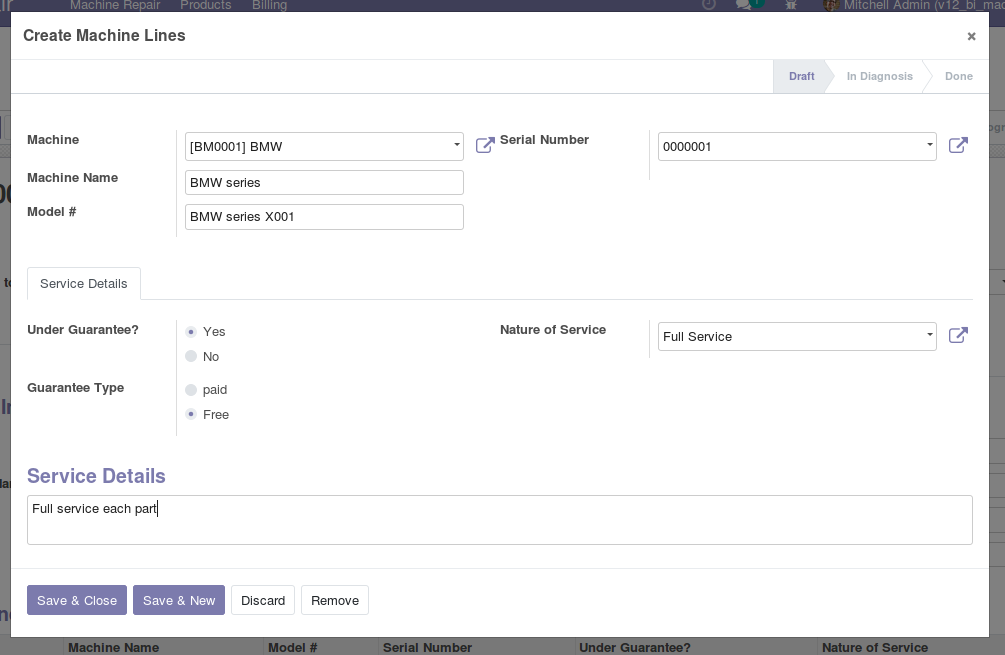 Machine Repair Products Billing 1 Mitchell Admin (v12_bl_mac
Create Machine Lines ×
Draft In Diagnosis Done
Machine [BM0001] BMW Serial Number 0000001
Machine Name BMW series
Model # BMW series X001
Service Details
Under Guarantee? Yes Nature of Service Full Service
No
Guarantee Type paid
Free
Service Details
Full service each part
Save & Close Save & New Discard Remove
Machine Name Model # Serial Number Under Guarantee? Nature of Service